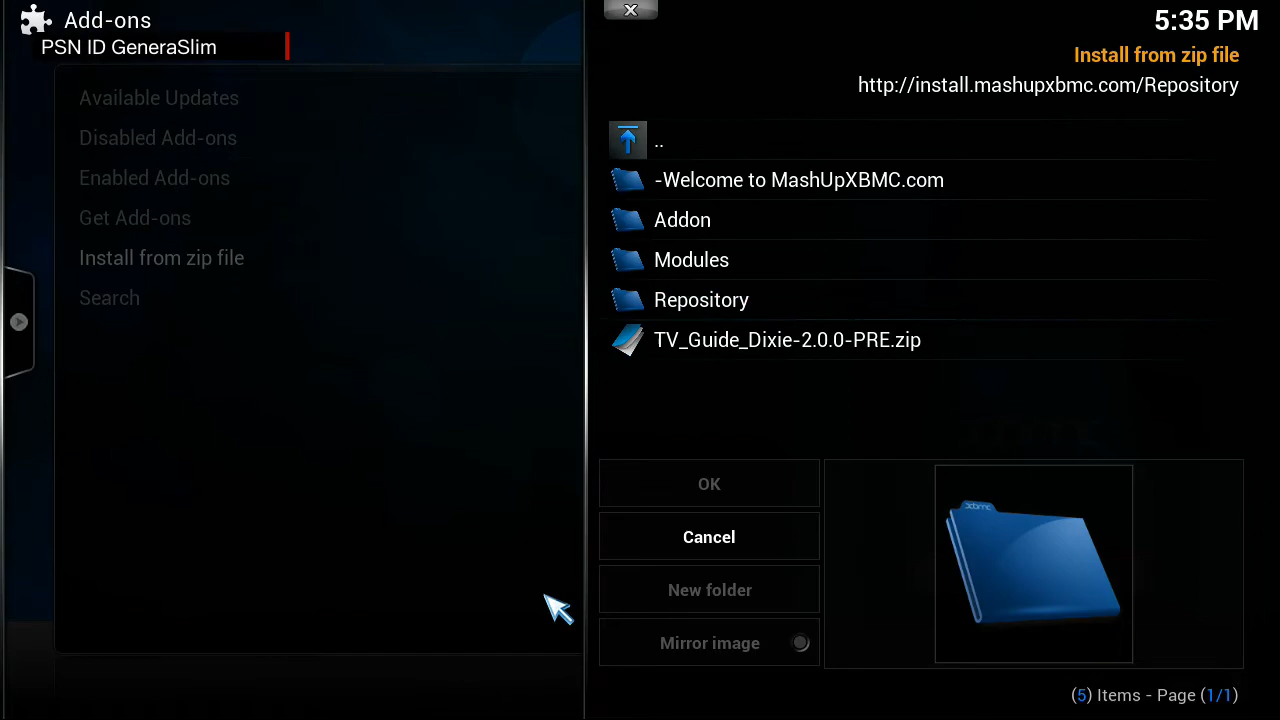 Add-ons
PSN ID GeneraSlim
Available Updates
Disabled Add-ons
Enabled Add-ons
Get Add-ons
Install from zip file
Search
5:35 PM
Install from zip file
http://install.mashupxbmc.com/Repository
..
-Welcome to MashUpXBMC.com
Addon
Modules
Repository
TV_Guide_Dixie-2.0.0-PRE.zip
OK
Cancel
New folder
Mirror image
xbmc
(5) Items - Page (1/1)